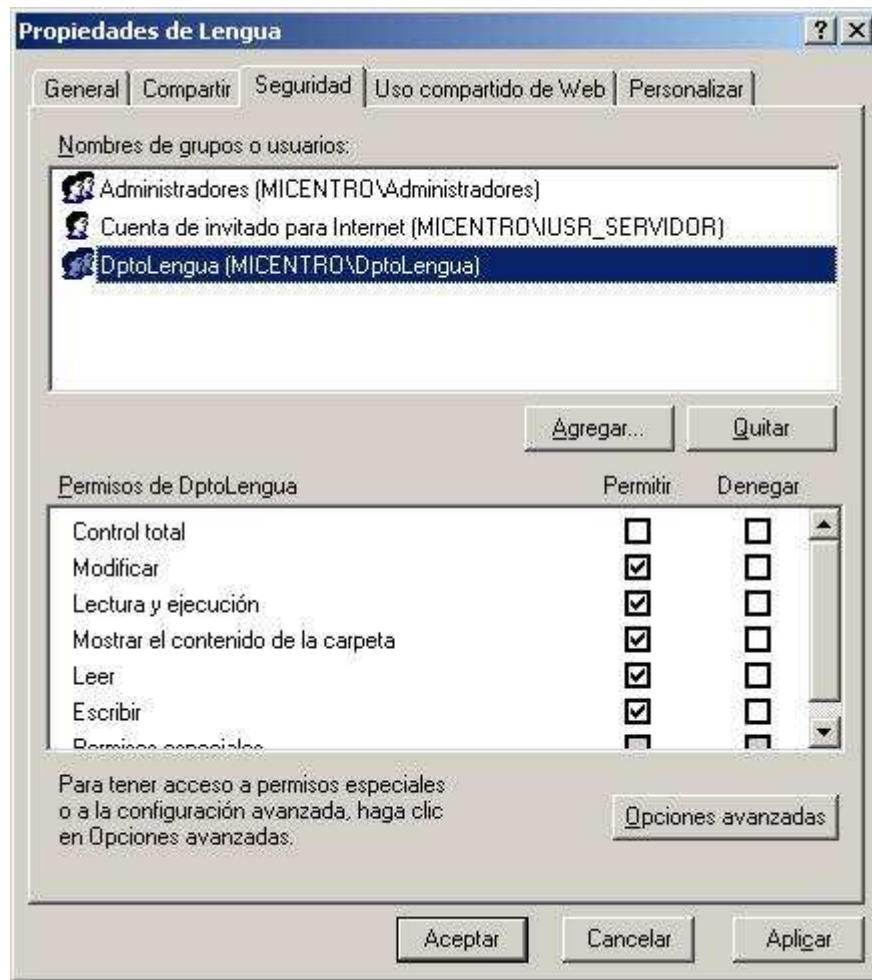 Propiedades de Lengua
General Compartir Seguridad Uso compartido de Web Personalizar
Nombres de grupos o usuarios:
Administradores (MICENTRO\Administradores)
Cuenta de invitado para Internet (MICENTRO\IUSR_SERVIDOR)
DptoLengua (MICENTRO\DptoLengua)
Agregar... Quitar
Permisos de DptoLengua Permitir Denegar
Control total
Modificar
Lectura y ejecución
Mostrar el contenido de la carpeta
Leer
Escribir
Permisos especiales
Para tener acceso a permisos especiales
o a la configuración avanzada, haga clic
en Opciones avanzadas.
Opciones avanzadas
Aceptar Cancelar Aplicar